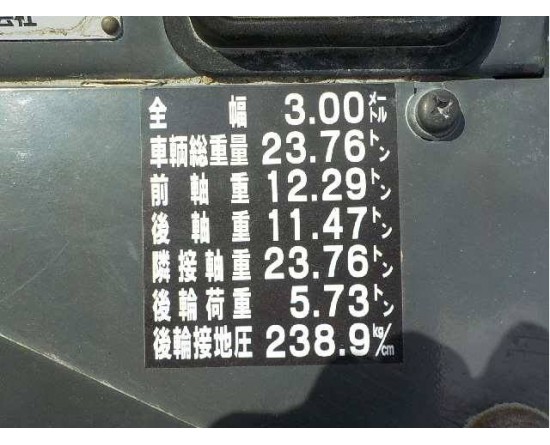 会社
全幅 3.00メートル
車輌総重量 23.76トン
前軸重 12.29トン
後軸重 11.47トン
隣接軸重 23.76トン
後輪荷重 5.73トン
後輪接地圧 238.9kg/cm